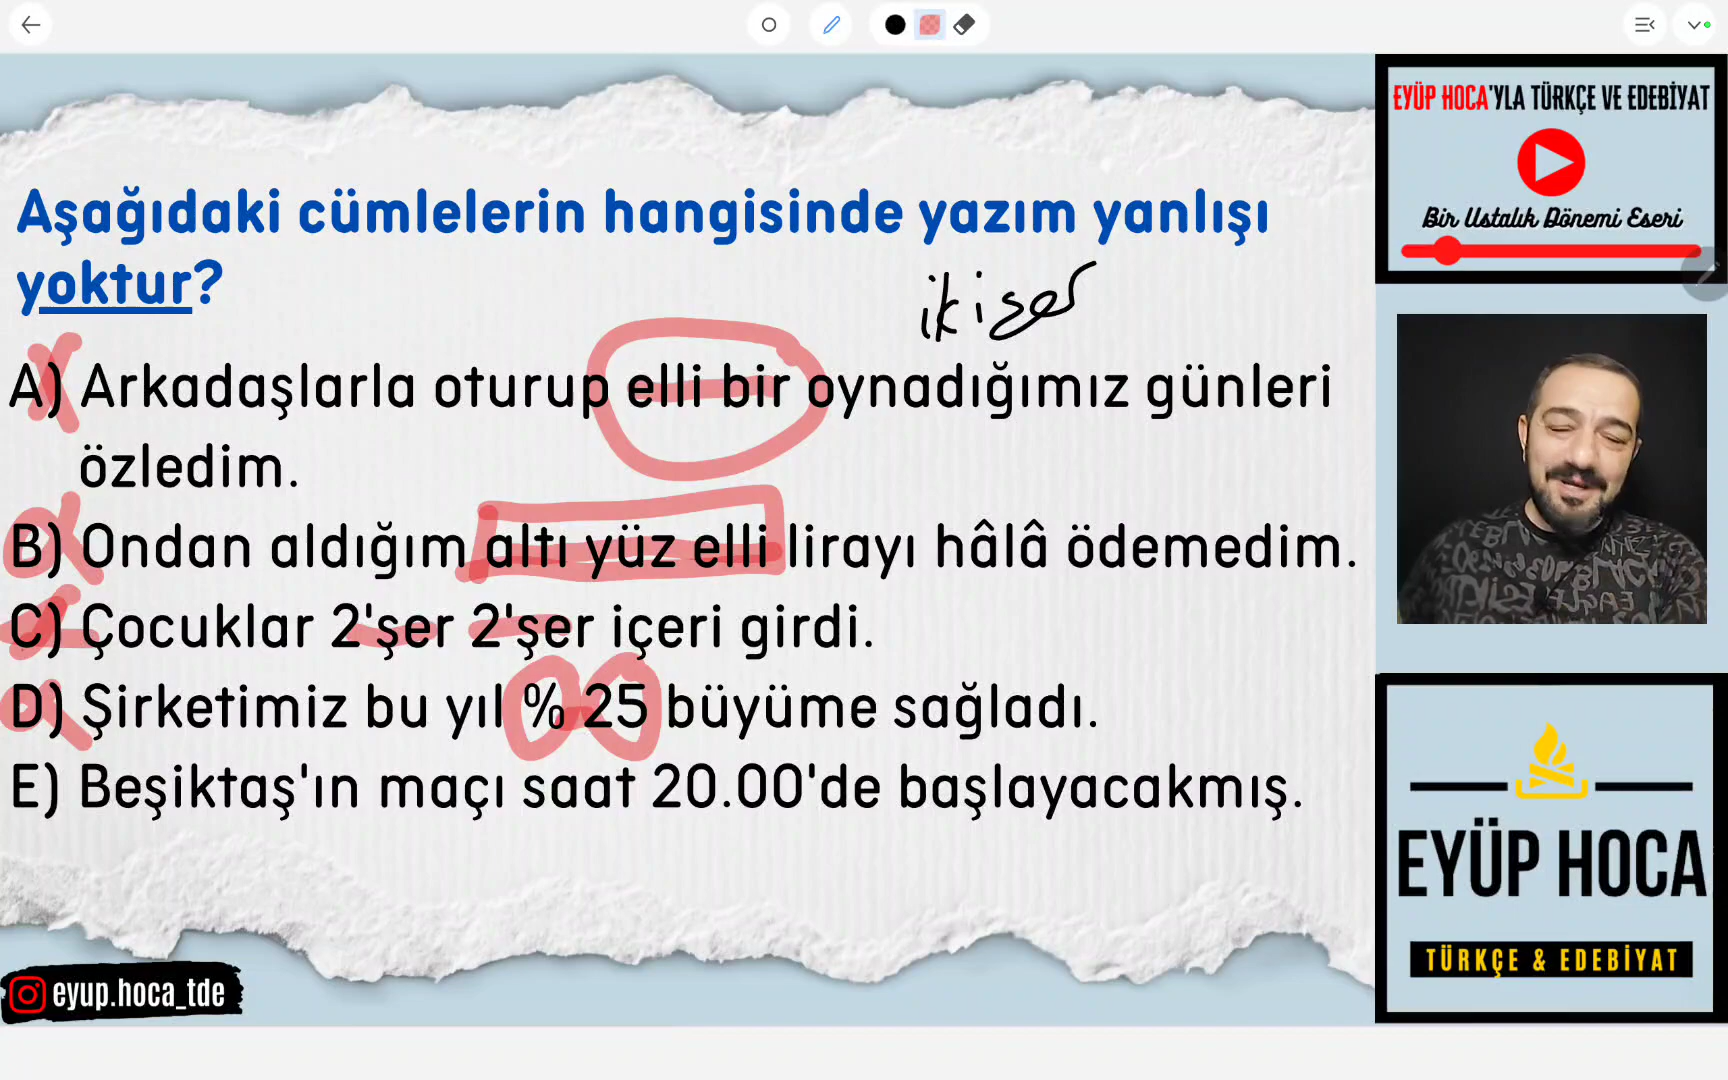 EYÜP HOCA'YLA TÜRKÇE VE EDEBİYAT
Bir Ustalık Dönemi Eseri
Aşağıdaki cümlelerin hangisinde yazım yanlışı
yoktur?
ikişer
A) Arkadaşlarla oturup elli bir oynadığımız günleri
özledim.
B) Ondan aldığım altı yüz elli lirayı hâlâ ödemedim.
C) Çocuklar 2'şer 2'şer içeri girdi.
D) Şirketimiz bu yıl % 25 büyüme sağladı.
E) Beşiktaş'ın maçı saat 20.00'de başlayacakmış.
EYÜP HOCA
TÜRKÇE & EDEBİYAT
eyup.hoca_tde